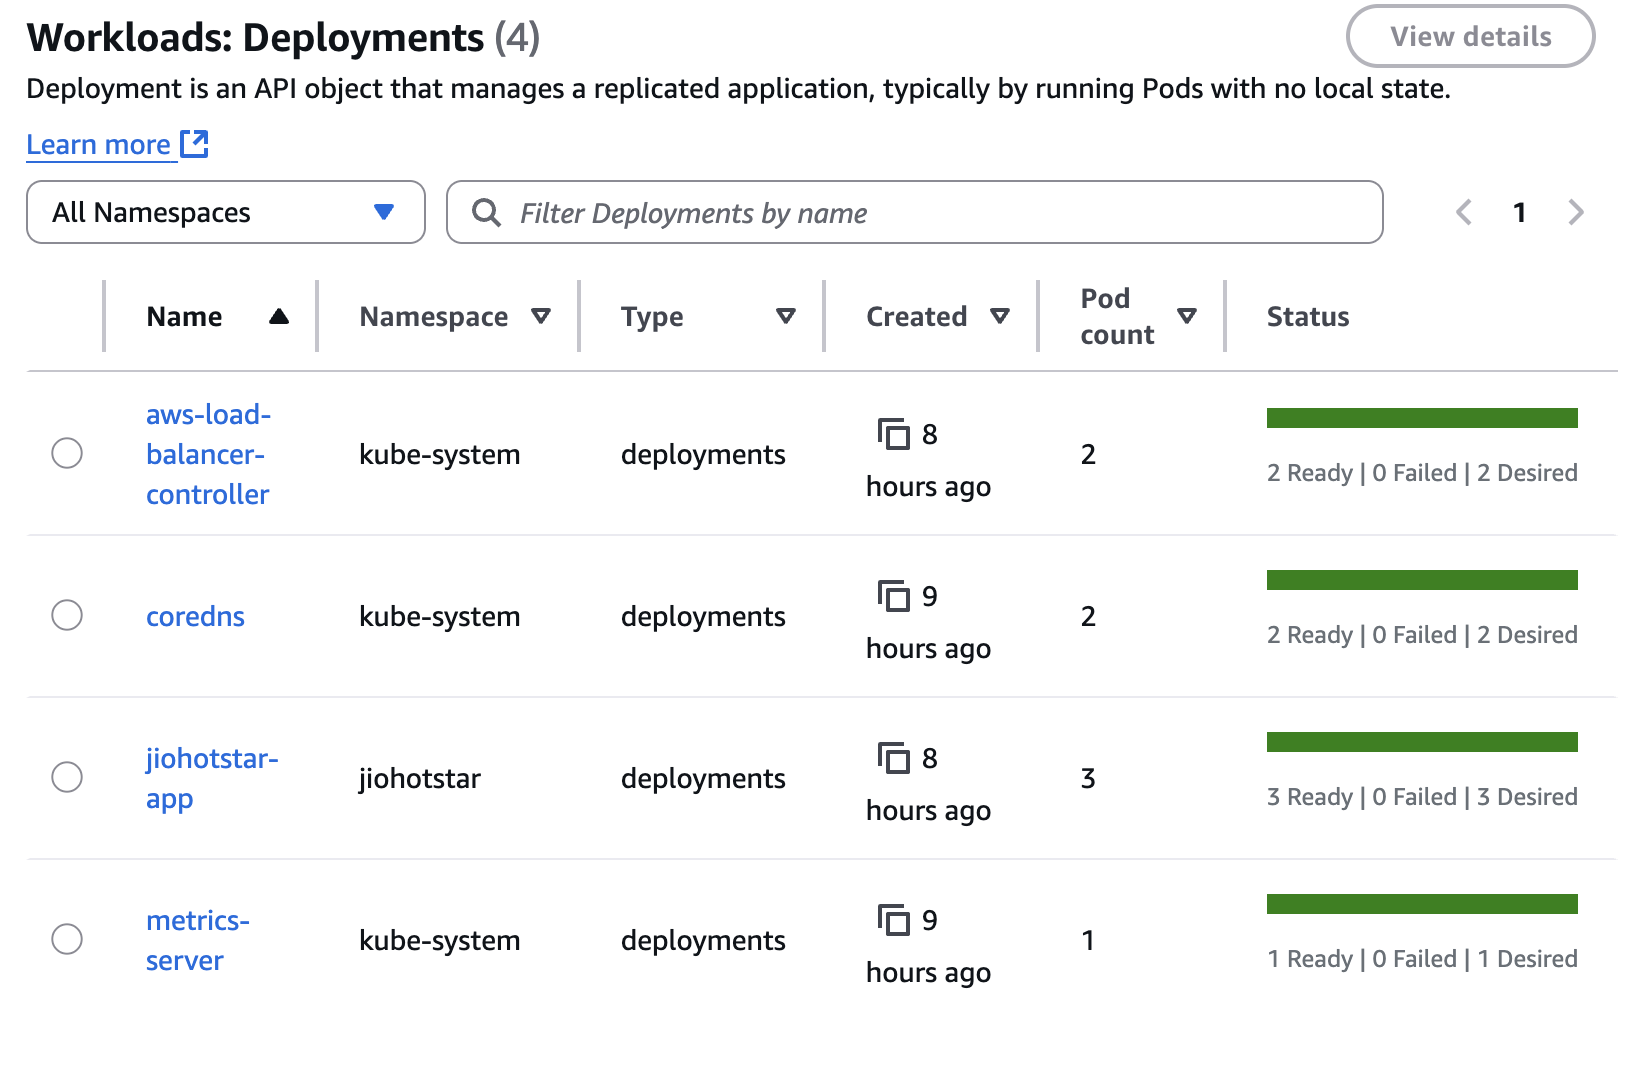 Workloads: Deployments (4)
View details
Deployment is an API object that manages a replicated application, typically by running Pods with no local state.
Learn more
All Namespaces
Filter Deployments by name
1
Name
Namespace
Type
Created
Pod
count
Status
aws-load-
balancer-
controller
kube-system
deployments
8
hours ago
2
2 Ready | 0 Failed | 2 Desired
coredns
kube-system
deployments
9
hours ago
2
2 Ready | 0 Failed | 2 Desired
jiohotstar-
app
jiohotstar
deployments
8
hours ago
3
3 Ready | 0 Failed | 3 Desired
metrics-
server
kube-system
deployments
9
hours ago
1
1 Ready | 0 Failed | 1 Desired